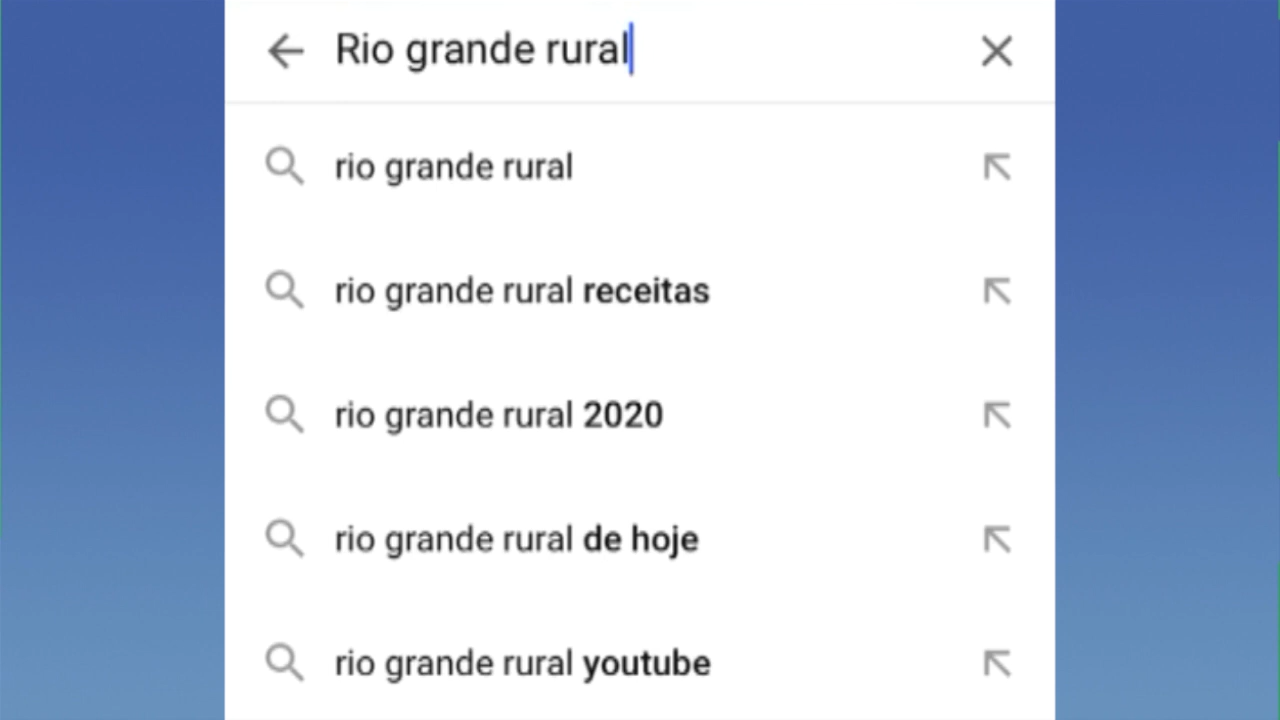 Rio grande rural
rio grande rural
rio grande rural receitas
rio grande rural 2020
rio grande rural de hoje
rio grande rural youtube